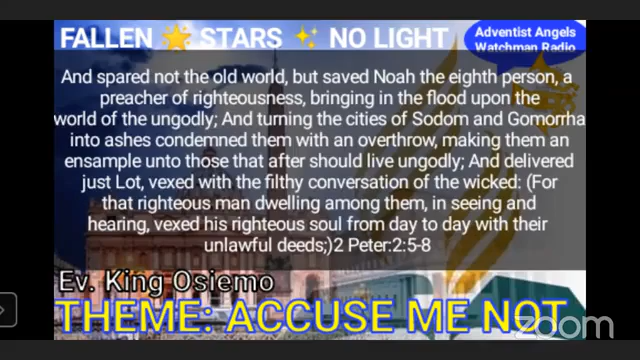 FALLEN 🌟 STARS ✨ NO LIGHT
Adventist Angels
Watchman Radio
And spared not the old world, but saved Noah the eighth person, a
preacher of righteousness, bringing in the flood upon the
world of the ungodly; And turning the cities of Sodom and Gomorrha
into ashes condemned them with an overthrow, making them an
ensample unto those that after should live ungodly; And delivered
just Lot, vexed with the filthy conversation of the wicked: (For
that righteous man dwelling among them, in seeing and
hearing, vexed his righteous soul from day to day with their
unlawful deeds;)2 Peter:2:5-8
Ev. King Osiemo
THEME: ACCUSE ME NOT
zoom